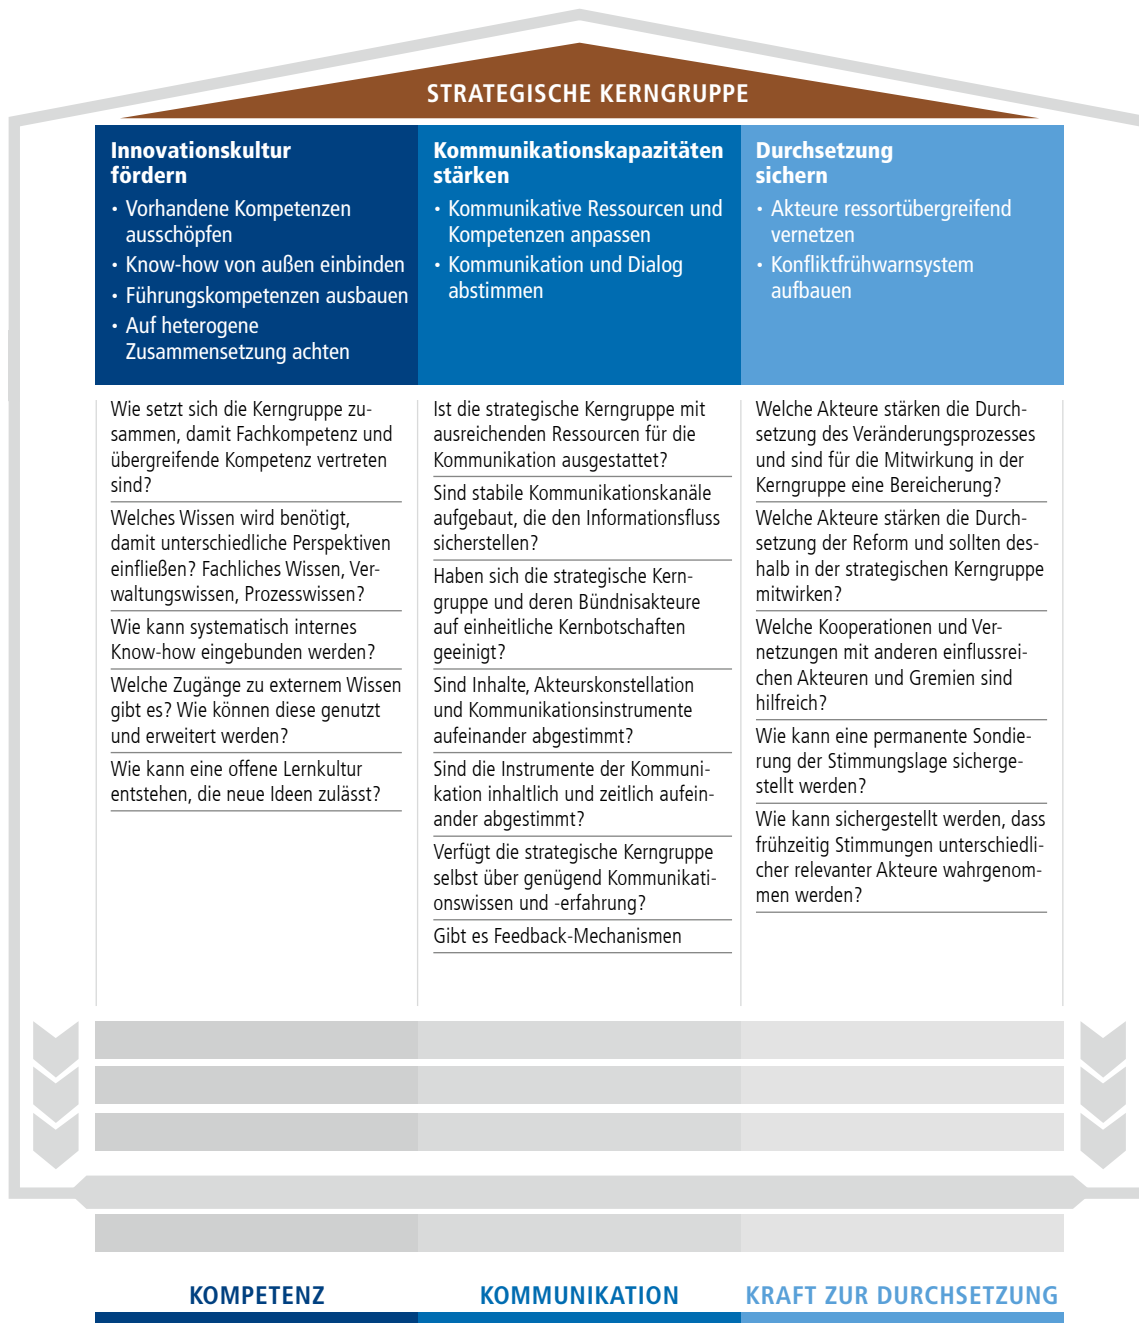 STRATEGISCHE KERNGRUPPE
Innovationskultur
fördern
• Vorhandene Kompetenzen
ausschöpfen
• Know-how von außen einbinden
• Führungskompetenzen ausbauen
• Auf heterogene
Zusammensetzung achten
Kommunikationskapazitäten
stärken
• Kommunikative Ressourcen und
Kompetenzen anpassen
• Kommunikation und Dialog
abstimmen
Durchsetzung
sichern
• Akteure ressortübergreifend
vernetzen
• Konfliktfrühwarnsystem
aufbauen
Wie setzt sich die Kerngruppe zu-
sammen, damit Fachkompetenz und
übergreifende Kompetenz vertreten
sind?
Welches Wissen wird benötigt,
damit unterschiedliche Perspektiven
einfließen? Fachliches Wissen, Ver-
waltungswissen, Prozesswissen?
Wie kann systematisch internes
Know-how eingebunden werden?
Welche Zugänge zu externem Wissen
gibt es? Wie können diese genutzt
und erweitert werden?
Wie kann eine offene Lernkultur
entstehen, die neue Ideen zulässt?
Ist die strategische Kerngruppe mit
ausreichenden Ressourcen für die
Kommunikation ausgestattet?
Sind stabile Kommunikationskanäle
aufgebaut, die den Informationsfluss
sicherstellen?
Haben sich die strategische Kern-
gruppe und deren Bündnisakteure
auf einheitliche Kernbotschaften
geeinigt?
Sind Inhalte, Akteurskonstellation
und Kommunikationsinstrumente
aufeinander abgestimmt?
Sind die Instrumente der Kommuni-
kation inhaltlich und zeitlich aufein-
ander abgestimmt?
Verfügt die strategische Kerngruppe
selbst über genügend Kommunikati-
onswissen und -erfahrung?
Gibt es Feedback-Mechanismen
Welche Akteure stärken die Durch-
setzung des Veränderungsprozesses
und sind für die Mitwirkung in der
Kerngruppe eine Bereicherung?
Welche Akteure stärken die Durch-
setzung der Reform und sollten des-
halb in der strategischen Kerngruppe
mitwirken?
Welche Kooperationen und Ver-
netzungen mit anderen einflussrei-
chen Akteuren und Gremien sind
hilfreich?
Wie kann eine permanente Sondie-
rung der Stimmungslage sicherge-
stellt werden?
Wie kann sichergestellt werden, dass
frühzeitig Stimmungen unterschiedli-
cher relevanter Akteure wahrgenom-
men werden?
KOMPETENZ
KOMMUNIKATION
KRAFT ZUR DURCHSETZUNG